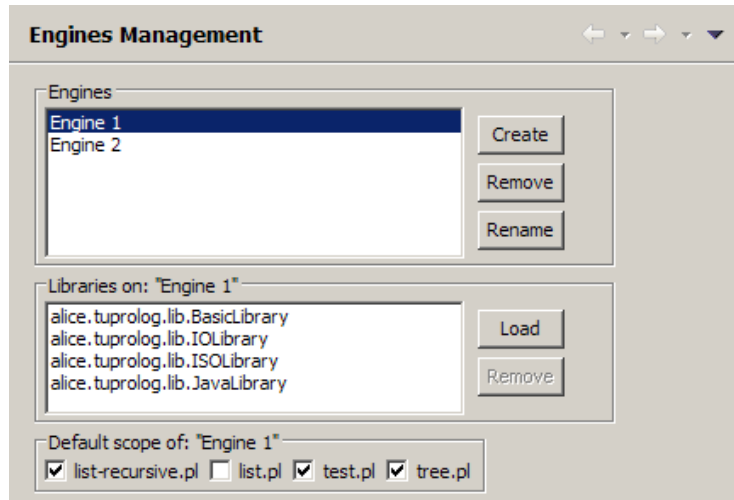 Engines Management
Engines
Engine 1
Engine 2
Create
Remove
Rename
Libraries on: "Engine 1"
alice.tuprolog.lib.BasicLibrary
alice.tuprolog.lib.IOLibrary
alice.tuprolog.lib.ISOLibrary
alice.tuprolog.lib.JavaLibrary
Load
Remove
Default scope of: "Engine 1"
list-recursive.pl list.pl test.pl tree.pl